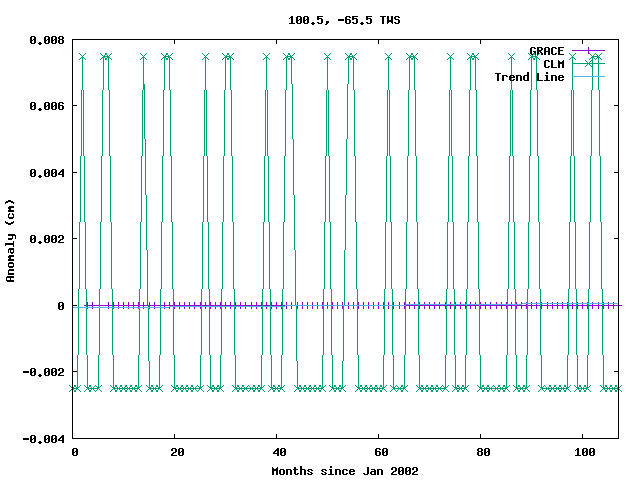 100.5, -65.5 TWS
GRACE
CLM
Trend Line
0.008
0.006
0.004
0.002
0
-0.002
-0.004
Anomaly (cm)
0 20 40 60 80 100
Months since Jan 2002